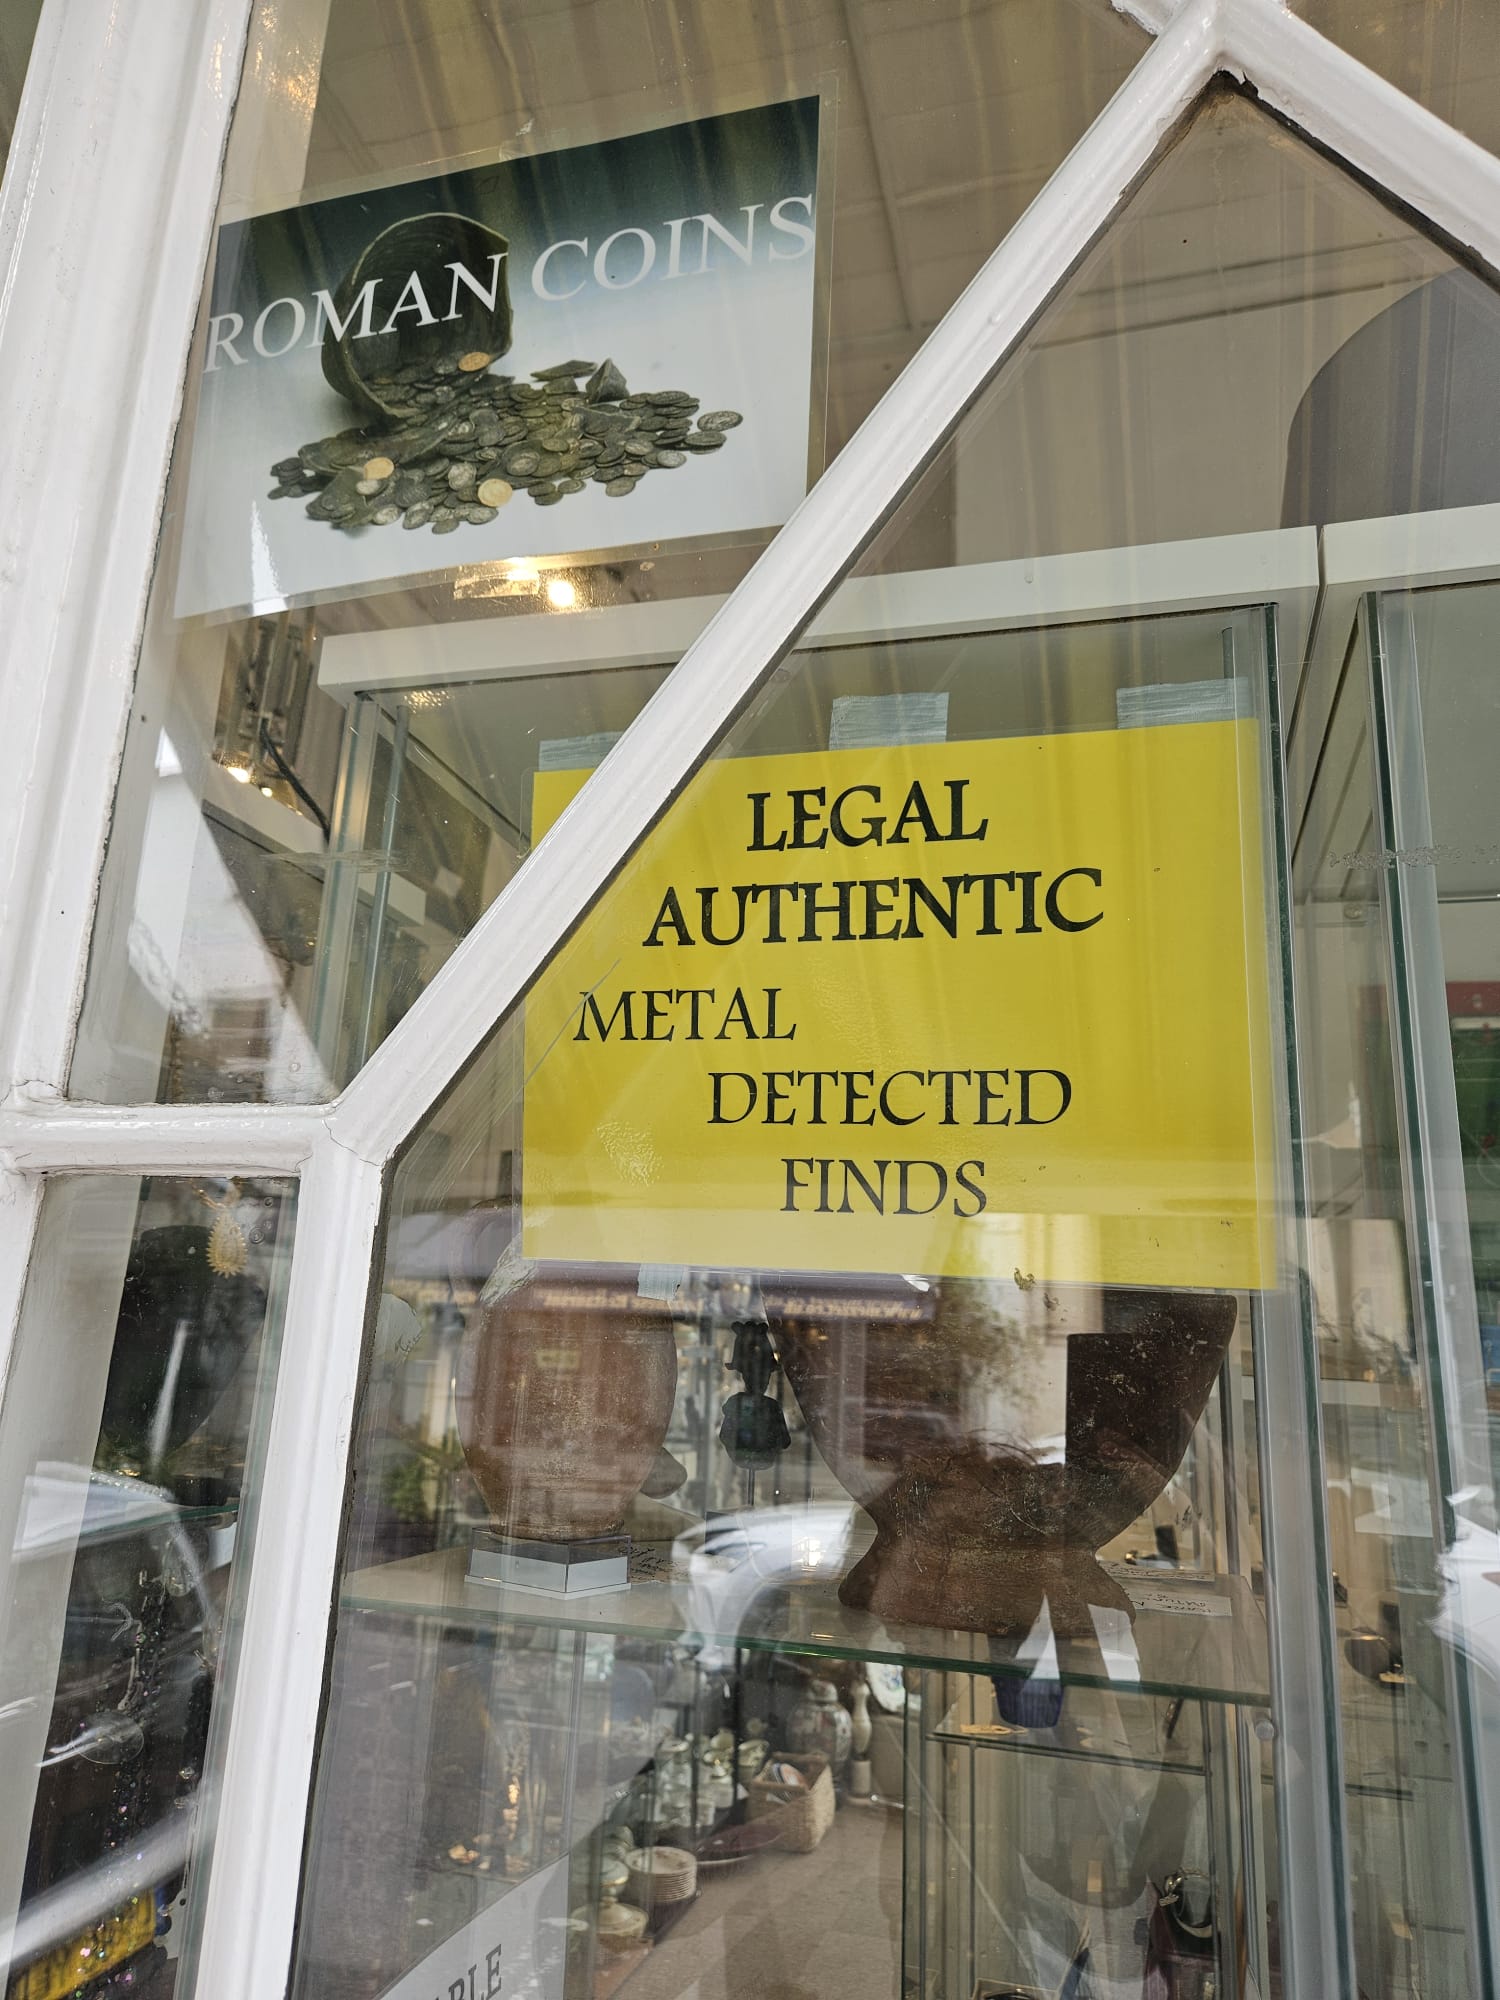 ROMAN COINS
LEGAL
AUTHENTIC
METAL
DETECTED
FINDS